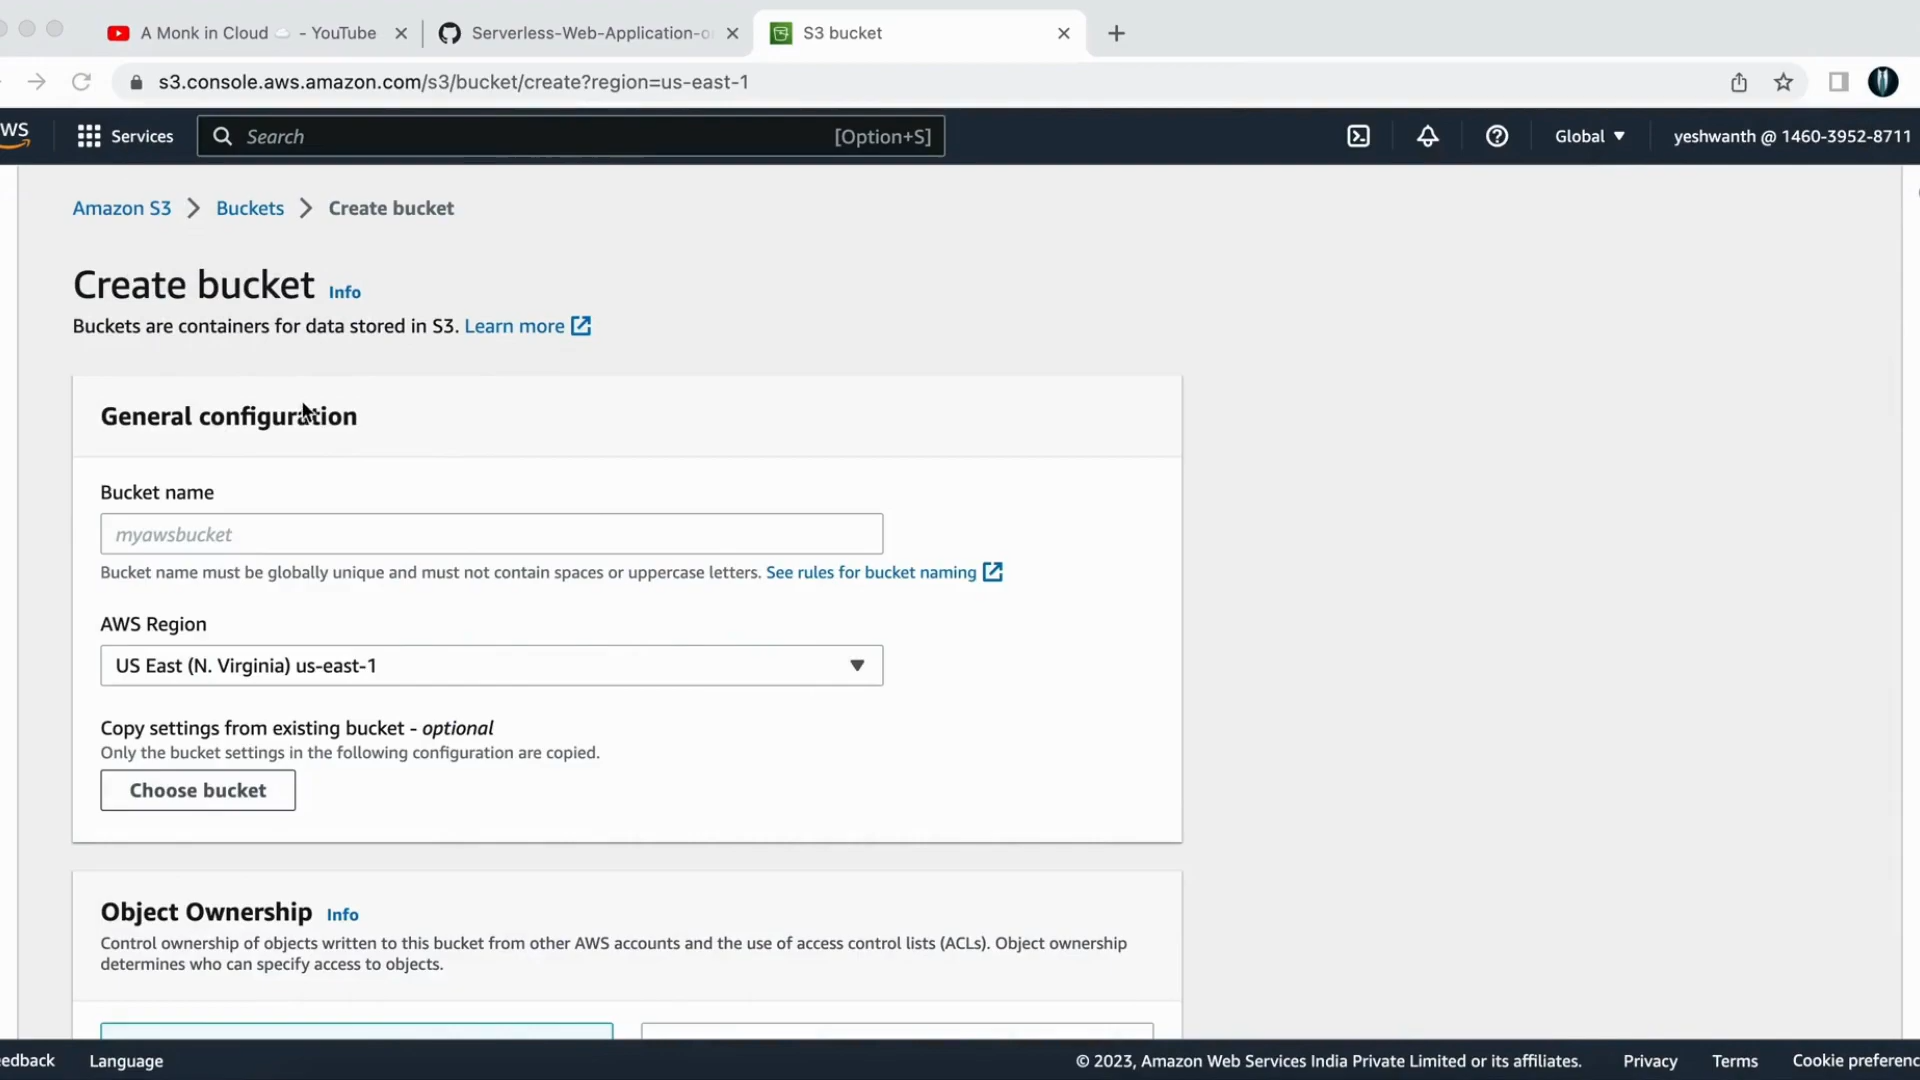 A Monk in Cloud - YouTube
Serverless-Web-Application-o
S3 bucket
s3.console.aws.amazon.com/s3/bucket/create?region=us-east-1
Services
Search
[Option+S]
Global
yeshwanth @ 1460-3952-8711
Amazon S3
Buckets
Create bucket
Create bucket Info
Buckets are containers for data stored in S3. Learn more
General configuration
Bucket name
myawsbucket
Bucket name must be globally unique and must not contain spaces or uppercase letters. See rules for bucket naming
AWS Region
US East (N. Virginia) us-east-1
Copy settings from existing bucket - optional
Only the bucket settings in the following configuration are copied.
Choose bucket
Object Ownership Info
Control ownership of objects written to this bucket from other AWS accounts and the use of access control lists (ACLs). Object ownership
determines who can specify access to objects.
edback
Language
© 2023, Amazon Web Services India Private Limited or its affiliates.
Privacy
Terms
Cookie preferenc